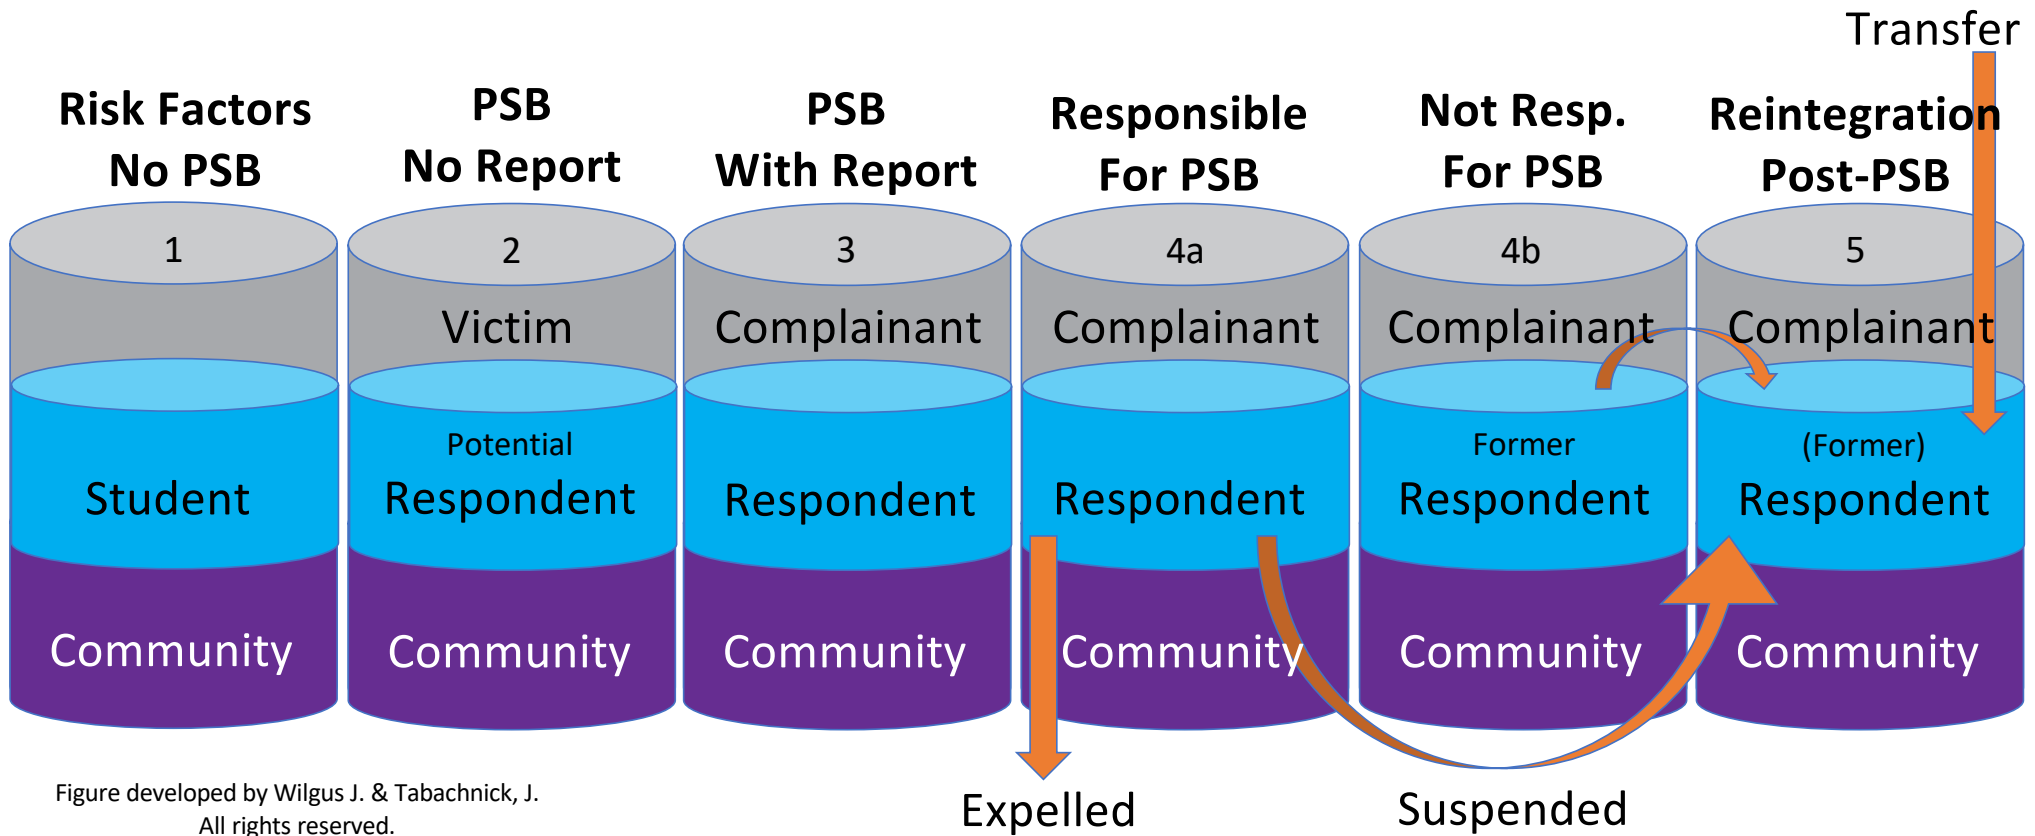 Transfer
Risk Factors
No PSB
PSB
No Report
PSB
With Report
Responsible
For PSB
Not Resp.
For PSB
Reintegration
Post-PSB
1
2
3
4a
4b
5
Victim
Complainant
Complainant
Complainant
Complainant
Student
Potential
Respondent
Respondent
Respondent
Former
Respondent
(Former)
Respondent
Community
Community
Community
Community
Community
Community
Expelled
Suspended
Figure developed by Wilgus J. & Tabachnick, J.
All rights reserved.